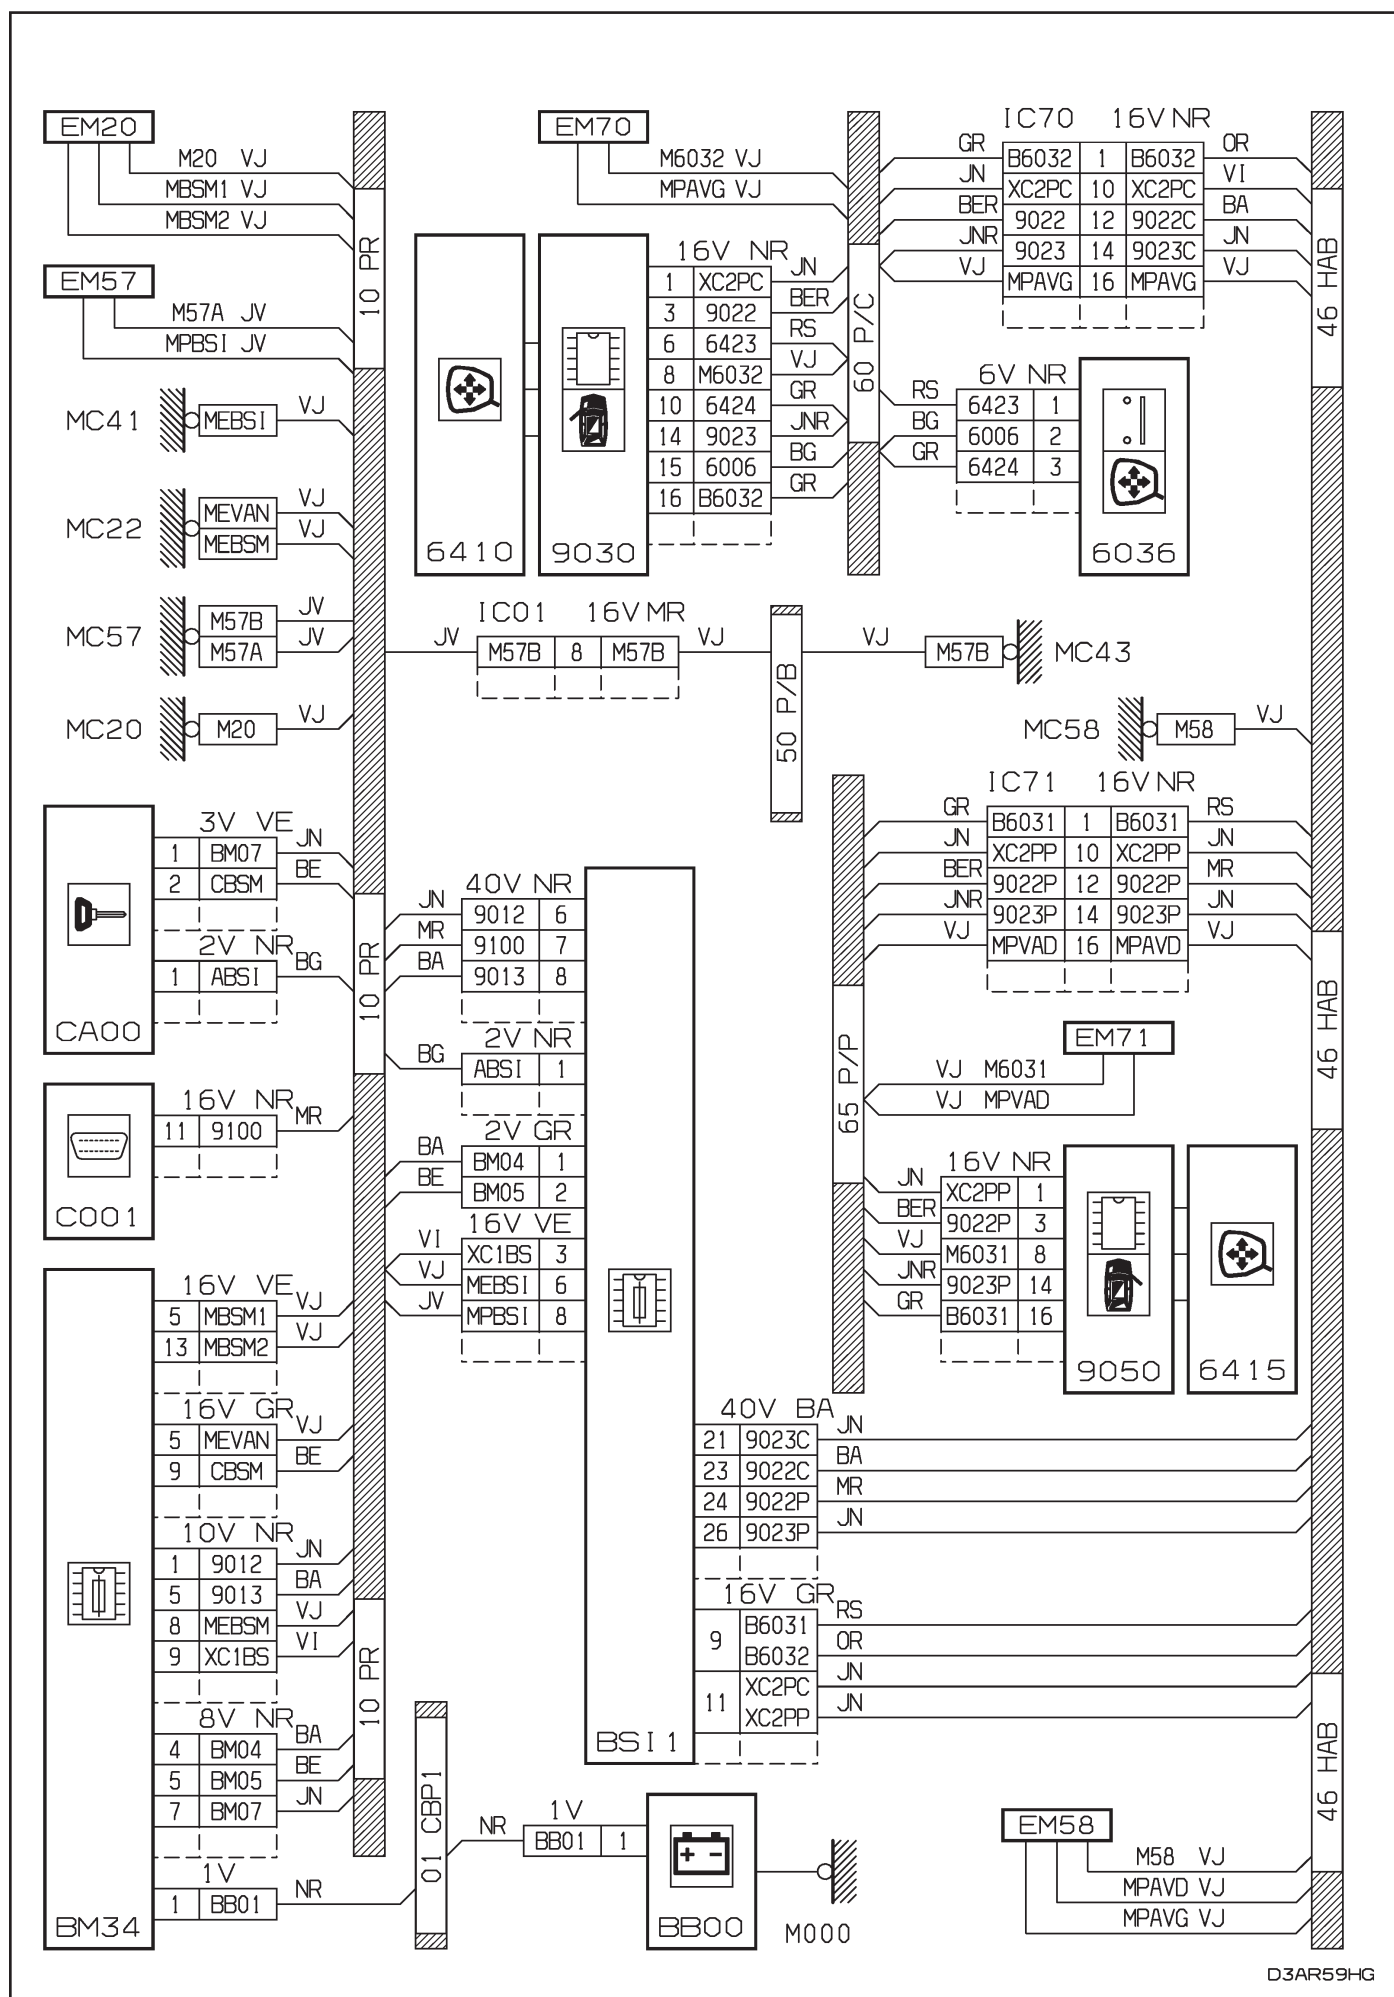 EM20
M20 VJ
MBSM1 VJ
MBSM2 VJ
EM57
M57A JV
MPBSI JV
10 PR
MC41 MEBSI VJ
MC22 MEVAN VJ
MEBSM VJ
MC57 M57B JV
M57A JV
MC20 M20 VJ
EM70
M6032 VJ
MPAVG VJ
6410
9030
16V NR
1 XC2PC JN
3 9022 BER
6 6423 RS
8 M6032 VJ
10 6424 GR
14 9023 JNR
15 6006 BG
16 B6032 GR
60 P/C
IC70 16V NR
GR B6032 1 B6032 OR
JN XC2PC 10 XC2PC VI
BER 9022 12 9022C BA
JNR 9023 14 9023C JN
VJ MPAVG 16 MPAVG VJ
46 HAB
6V NR
RS 6423 1
BG 6006 2
GR 6424 3
6036
IC01 16V MR
JV M57B 8 M57B VJ
50 P/B
VJ M57B MC43
MC58 M58 VJ
CA00
3V VE
1 BM07 JN
2 CBSM BE
2V NR
1 ABSI BG
10 PR
C001
16V NR
11 9100 MR
BM34
16V VE
5 MBSM1 VJ
13 MBSM2 VJ
16V GR
5 MEVAN VJ
9 CBSM BE
10V NR
1 9012 JN
5 9013 BA
8 MEBSM VJ
9 XC1BS VI
8V NR
4 BM04 BA
5 BM05 BE
7 BM07 JN
1V
1 BB01 NR
10 PR
01 CBP1
BSI1
40V NR
JN 9012 6
MR 9100 7
BA 9013 8
2V NR
BG ABSI 1
2V GR
BA BM04 1
BE BM05 2
16V VE
VI XC1BS 3
VJ MEBSI 6
JV MPBSI 8
40V BA
21 9023C JN
23 9022C BA
24 9022P MR
26 9023P JN
16V GR
9 B6031 RS
B6032 OR
11 XC2PC JN
XC2PP JN
IC71 16V NR
GR B6031 1 B6031 RS
JN XC2PP 10 XC2PP JN
BER 9022P 12 9022P MR
JNR 9023P 14 9023P JN
VJ MPVAD 16 MPAVD VJ
46 HAB
65 P/P
EM71
VJ M6031
VJ MPVAD
16V NR
JN XC2PP 1
BER 9022P 3
VJ M6031 8
JNR 9023P 14
GR B6031 16
9050
6415
NR
1V
BB01 1
BB00
M000
EM58
M58 VJ
MPAVD VJ
MPAVG VJ
46 HAB
D3AR59HG